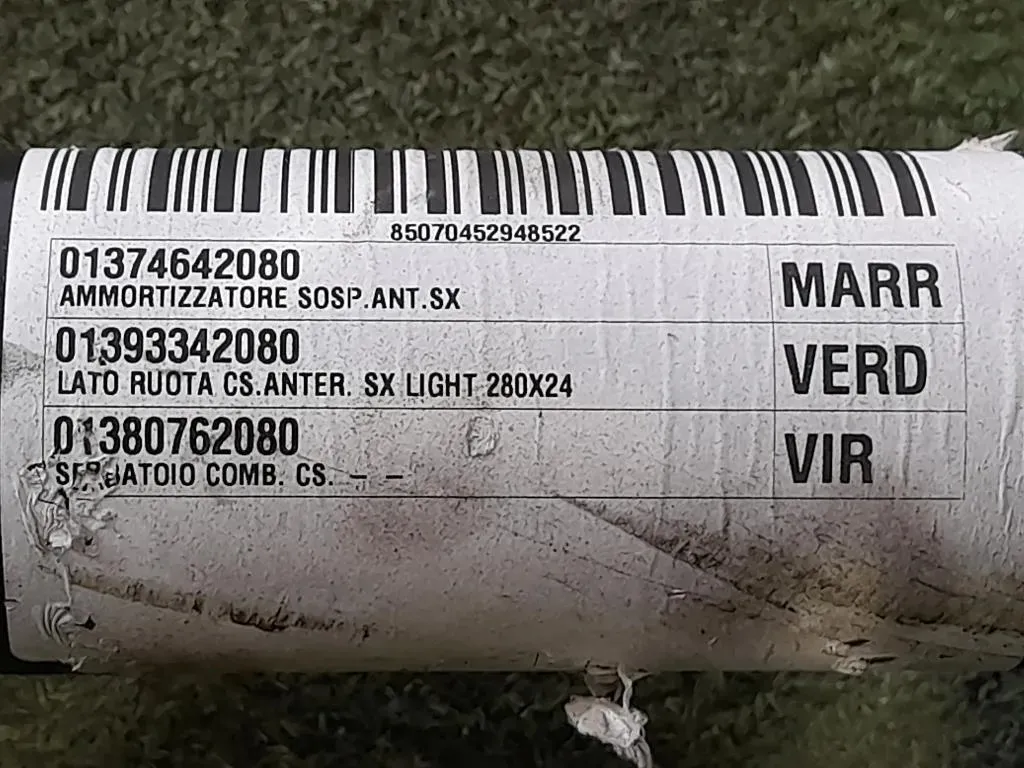 85070452948522
01374642080
AMMORTIZZATORE SOSP.ANT.SX
MARR
01393342080
LATO RUOTA CS.ANTER. SX LIGHT 280X24
VERD
01380762080
SERBATOIO COMB. CS. – –
VIR